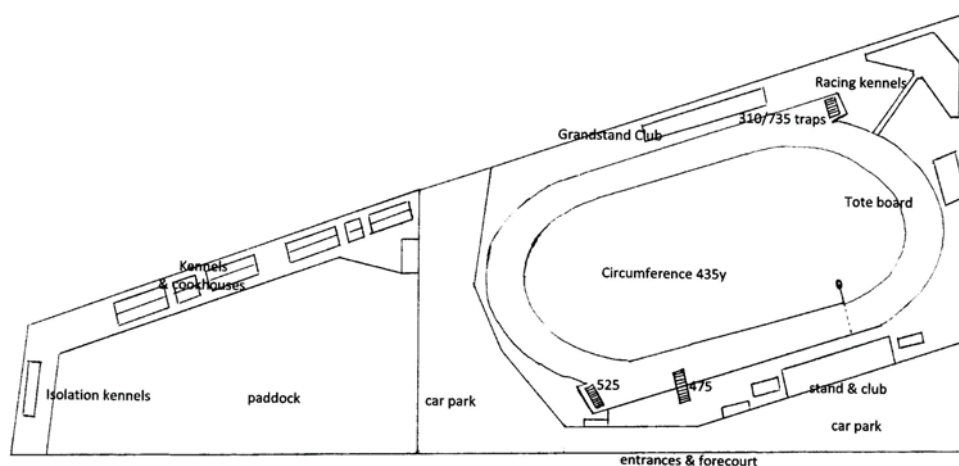 Racing kennels
310/735 traps
Grandstand Club
Tote board
Kennels
& cookhouses
Circumference 435y
525
475
Isolation kennels
paddock
car park
stand & club
car park
entrances & forecourt